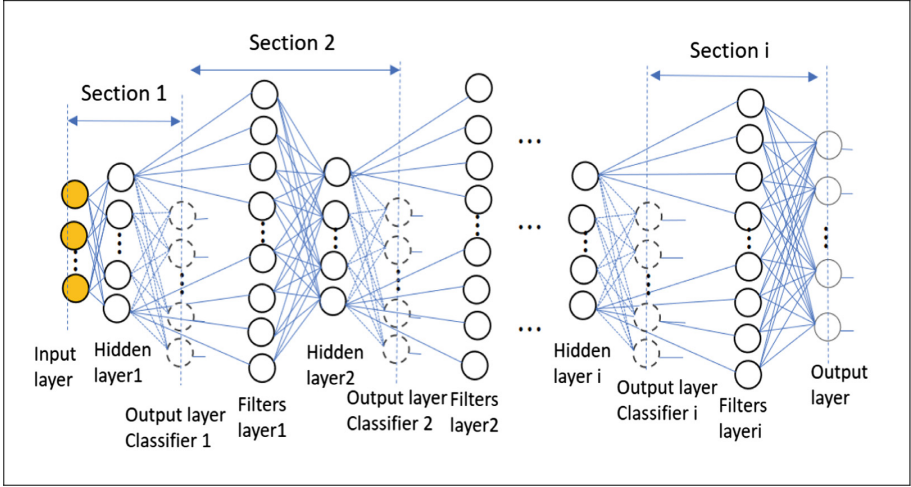 Section 1
Section 2
Section i
...
...
...
Input
layer
Hidden
layer1
Output layer
Classifier 1
Filters
layer1
Hidden
layer2
Output layer
Classifier 2
Filters
layer2
Hidden
layer i
Output layer
Classifier i
Filters
layeri
Output
layer